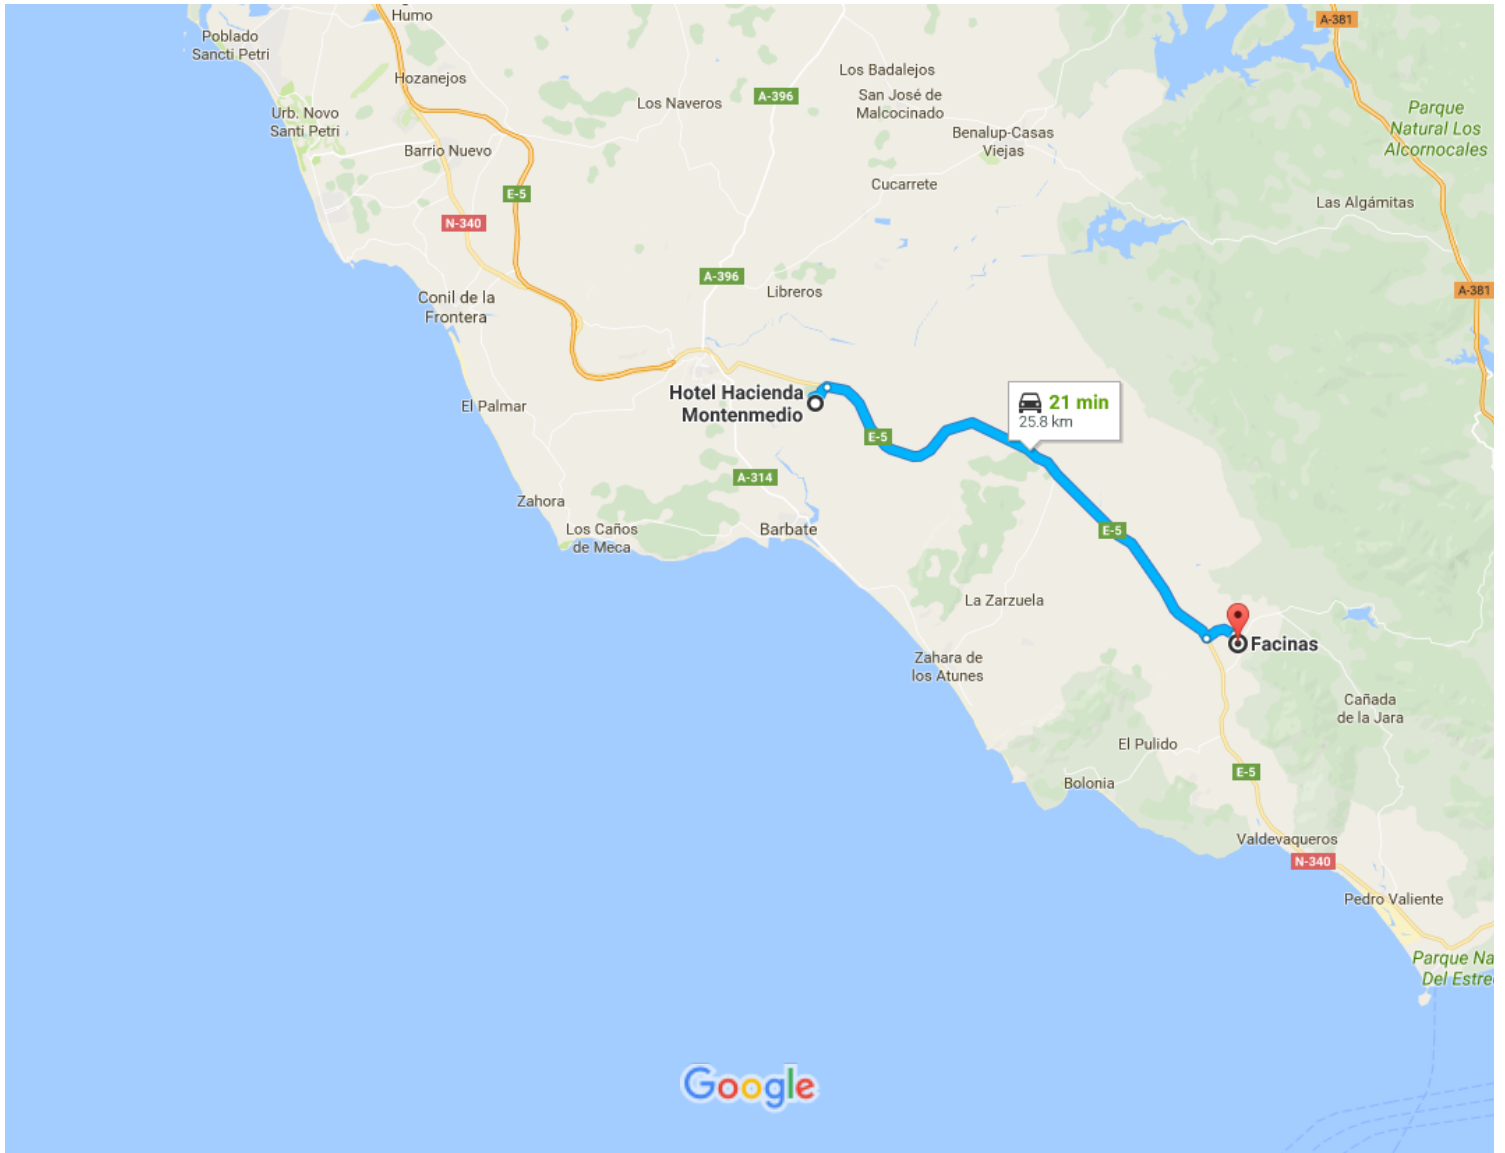 Humo
A-381
Poblado
Sancti Petri
Hozanejos
Los Badalejos
A-396
San José de
Malcocinado
Los Naveros
Parque
Natural Los
Alcornocales
Urb. Novo
Santi Petri
Benalup-Casas
Viejas
Barrio Nuevo
Cucarrete
E-5
Las Algámitas
N-340
A-396
Libreros
A-381
Conil de la
Frontera
Hotel Hacienda
Montenmedio
21 min
25.8 km
El Palmar
E-5
A-314
Zahora
Los Caños
de Meca
Barbate
E-5
La Zarzuela
Facinas
Zahara de
los Atunes
Cañada
de la Jara
El Pulido
E-5
Bolonia
Valdevaqueros
N-340
Pedro Valiente
Parque Na
Del Estre
Google